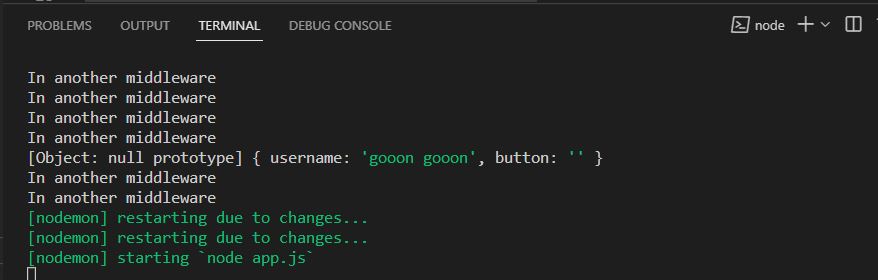 PROBLEMS OUTPUT TERMINAL DEBUG CONSOLE node
In another middleware
In another middleware
In another middleware
In another middleware
[Object: null prototype] { username: 'gooon gooon', button: '' }
In another middleware
In another middleware
[nodemon] restarting due to changes...
[nodemon] restarting due to changes...
[nodemon] starting `node app.js`